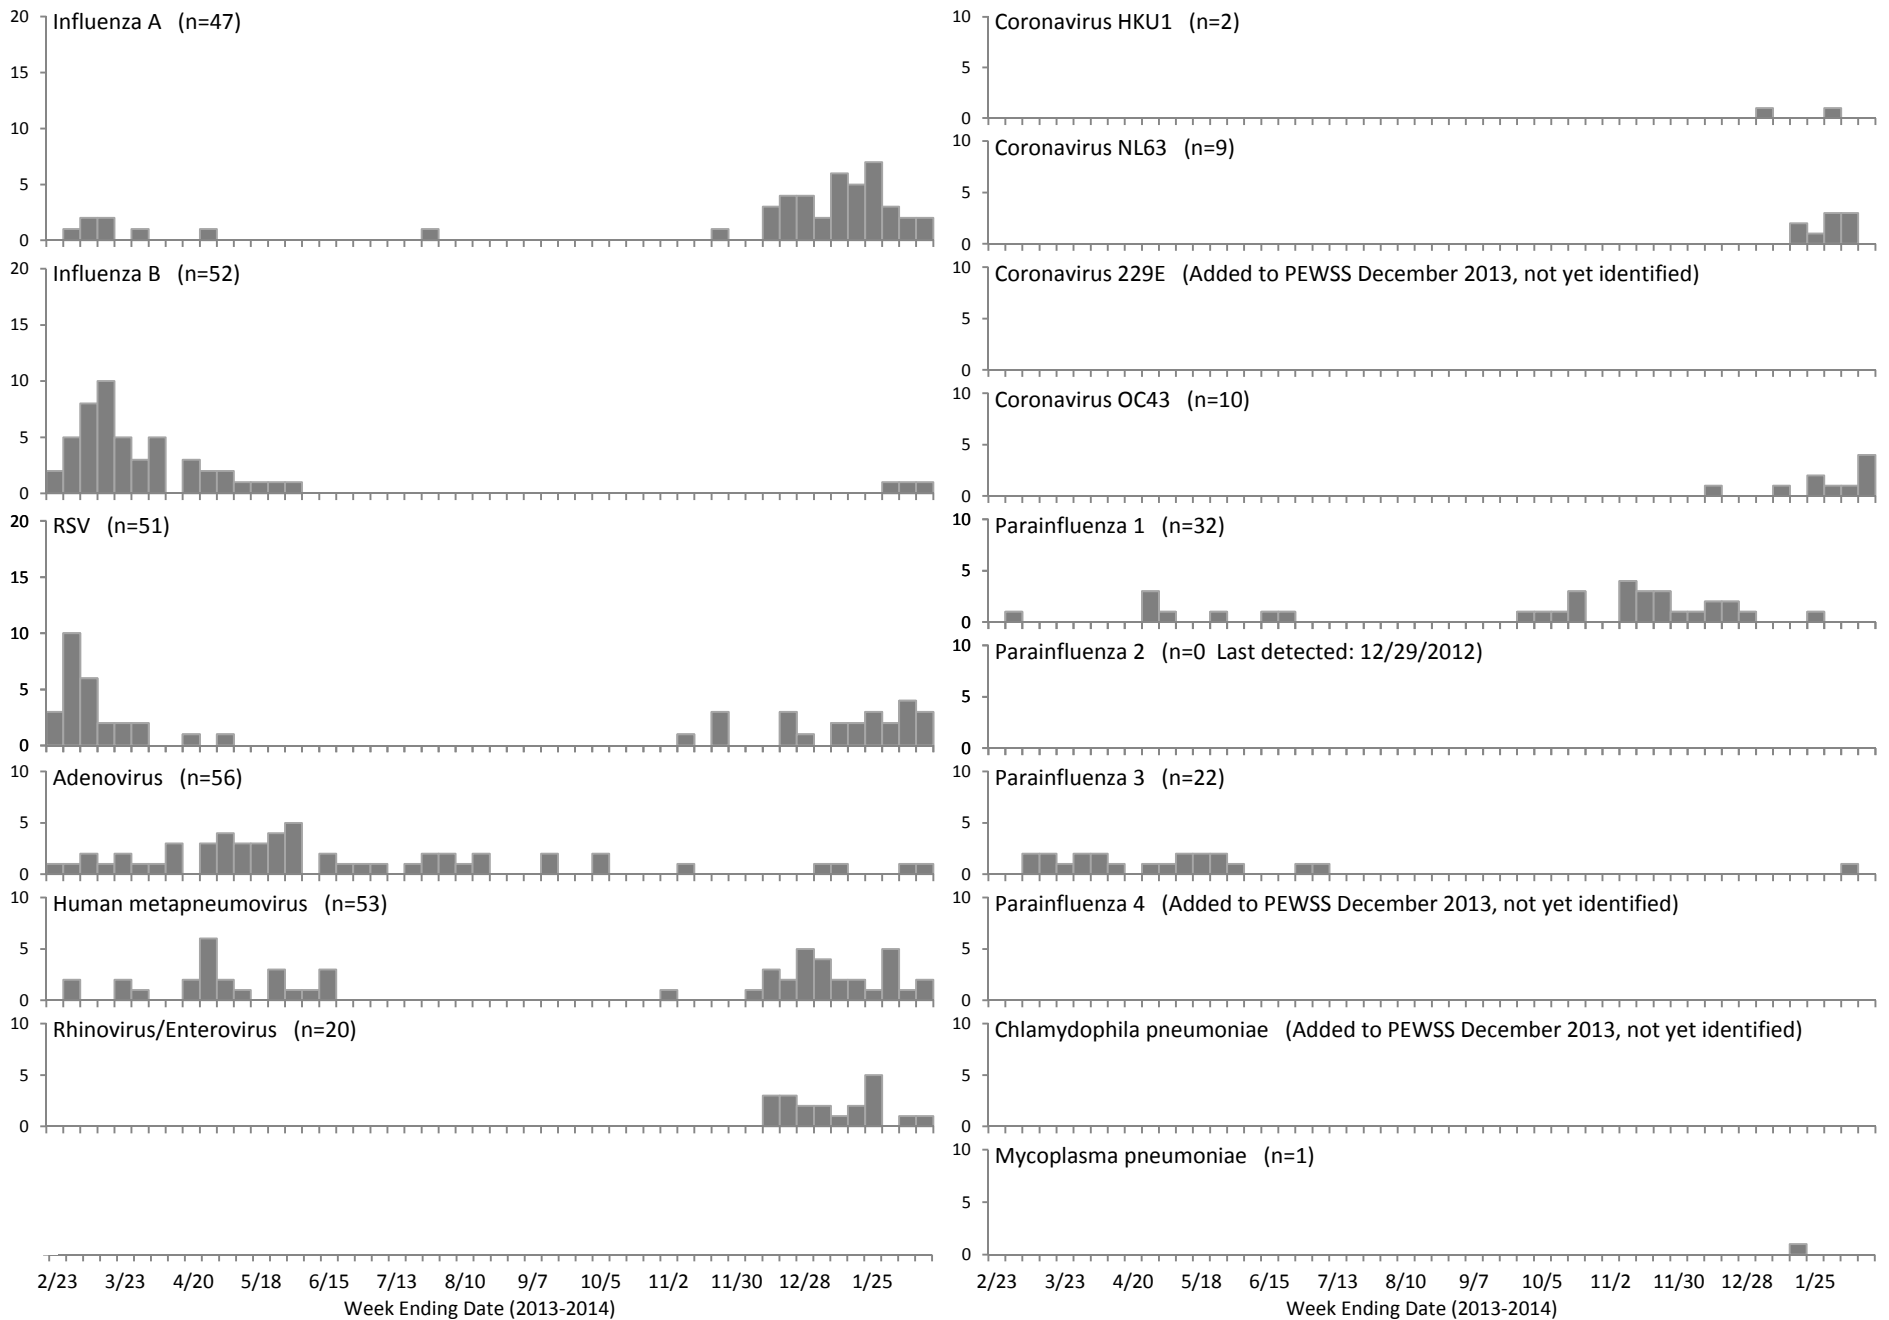 Influenza A (n=47)
20
15
10
5
0
Influenza B (n=52)
20
15
10
5
0
RSV (n=51)
20
15
10
5
0
Adenovirus (n=56)
10
5
0
Human metapneumovirus (n=53)
10
5
0
Rhinovirus/Enterovirus (n=20)
10
5
0
2/23 3/23 4/20 5/18 6/15 7/13 8/10 9/7 10/5 11/2 11/30 12/28 1/25
Week Ending Date (2013-2014)
Coronavirus HKU1 (n=2)
10
5
0
Coronavirus NL63 (n=9)
10
5
0
Coronavirus 229E (Added to PEWSS December 2013, not yet identified)
10
5
0
Coronavirus OC43 (n=10)
10
5
0
Parainfluenza 1 (n=32)
10
5
0
Parainfluenza 2 (n=0 Last detected: 12/29/2012)
10
5
0
Parainfluenza 3 (n=22)
10
5
0
Parainfluenza 4 (Added to PEWSS December 2013, not yet identified)
10
5
0
Chlamydophila pneumoniae (Added to PEWSS December 2013, not yet identified)
10
5
0
Mycoplasma pneumoniae (n=1)
10
5
0
2/23 3/23 4/20 5/18 6/15 7/13 8/10 9/7 10/5 11/2 11/30 12/28 1/25
Week Ending Date (2013-2014)